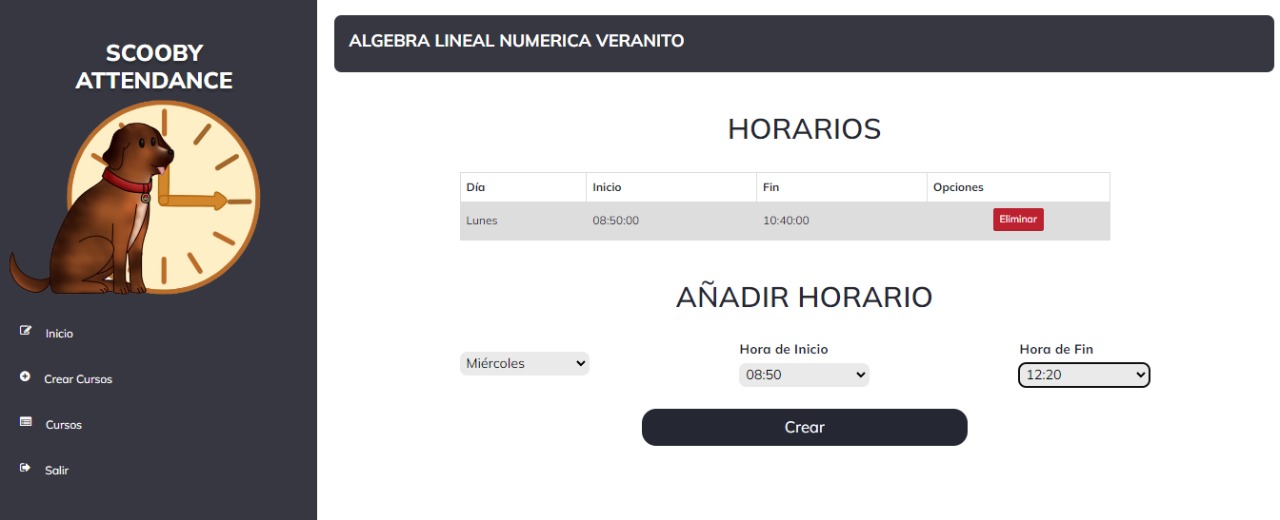 SCOOBY
ATTENDANCE
Inicio
Crear Cursos
Cursos
Salir
ALGEBRA LINEAL NUMERICA VERANITO
HORARIOS
Día Inicio Fin Opciones
Lunes 08:50:00 10:40:00 Eliminar
AÑADIR HORARIO
Hora de Inicio Hora de Fin
Miércoles 08:50 12:20
Crear